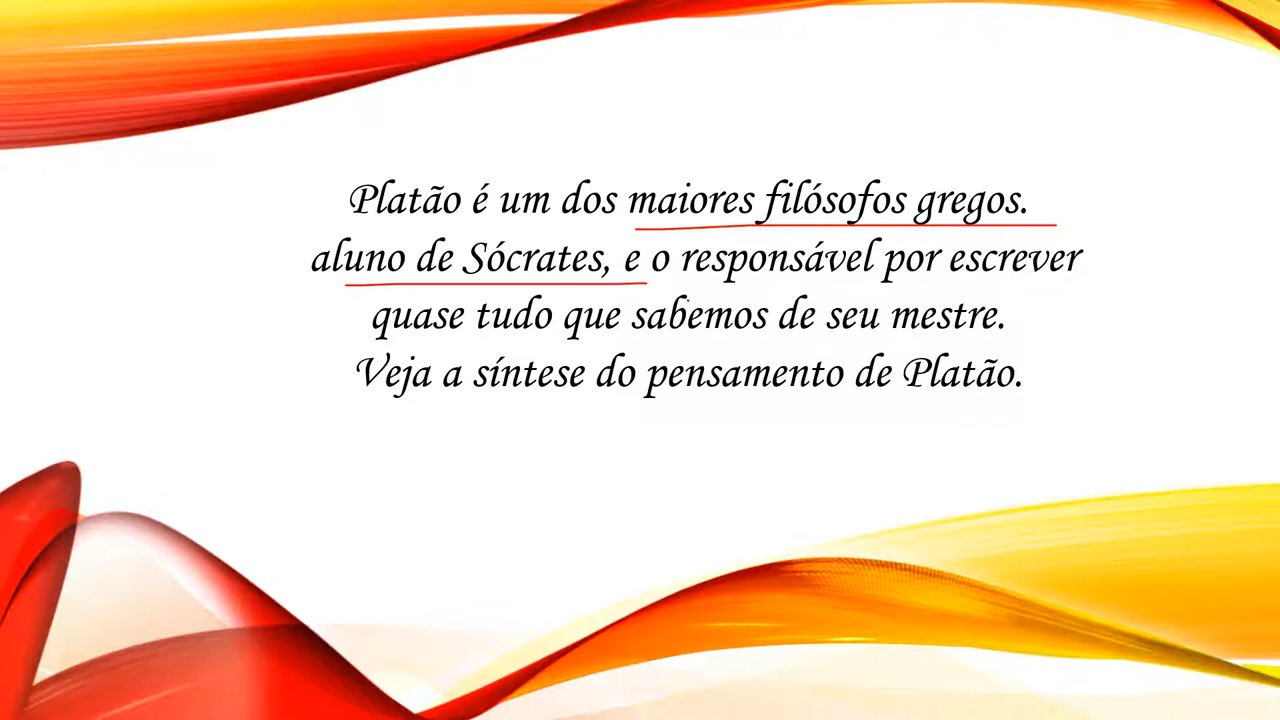 Platão é um dos maiores filósofos gregos.
aluno de Sócrates, e o responsável por escrever
quase tudo que sabemos de seu mestre.
Veja a síntese do pensamento de Platão.